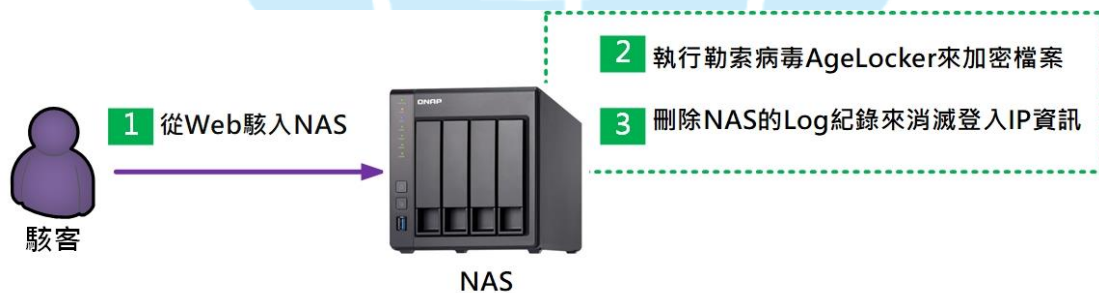 1 從Web駭入NAS
2 執行勒索病毒AgeLocker來加密檔案
3 刪除NAS的Log紀錄來消滅登入IP資訊
QNAP
駭客
NAS